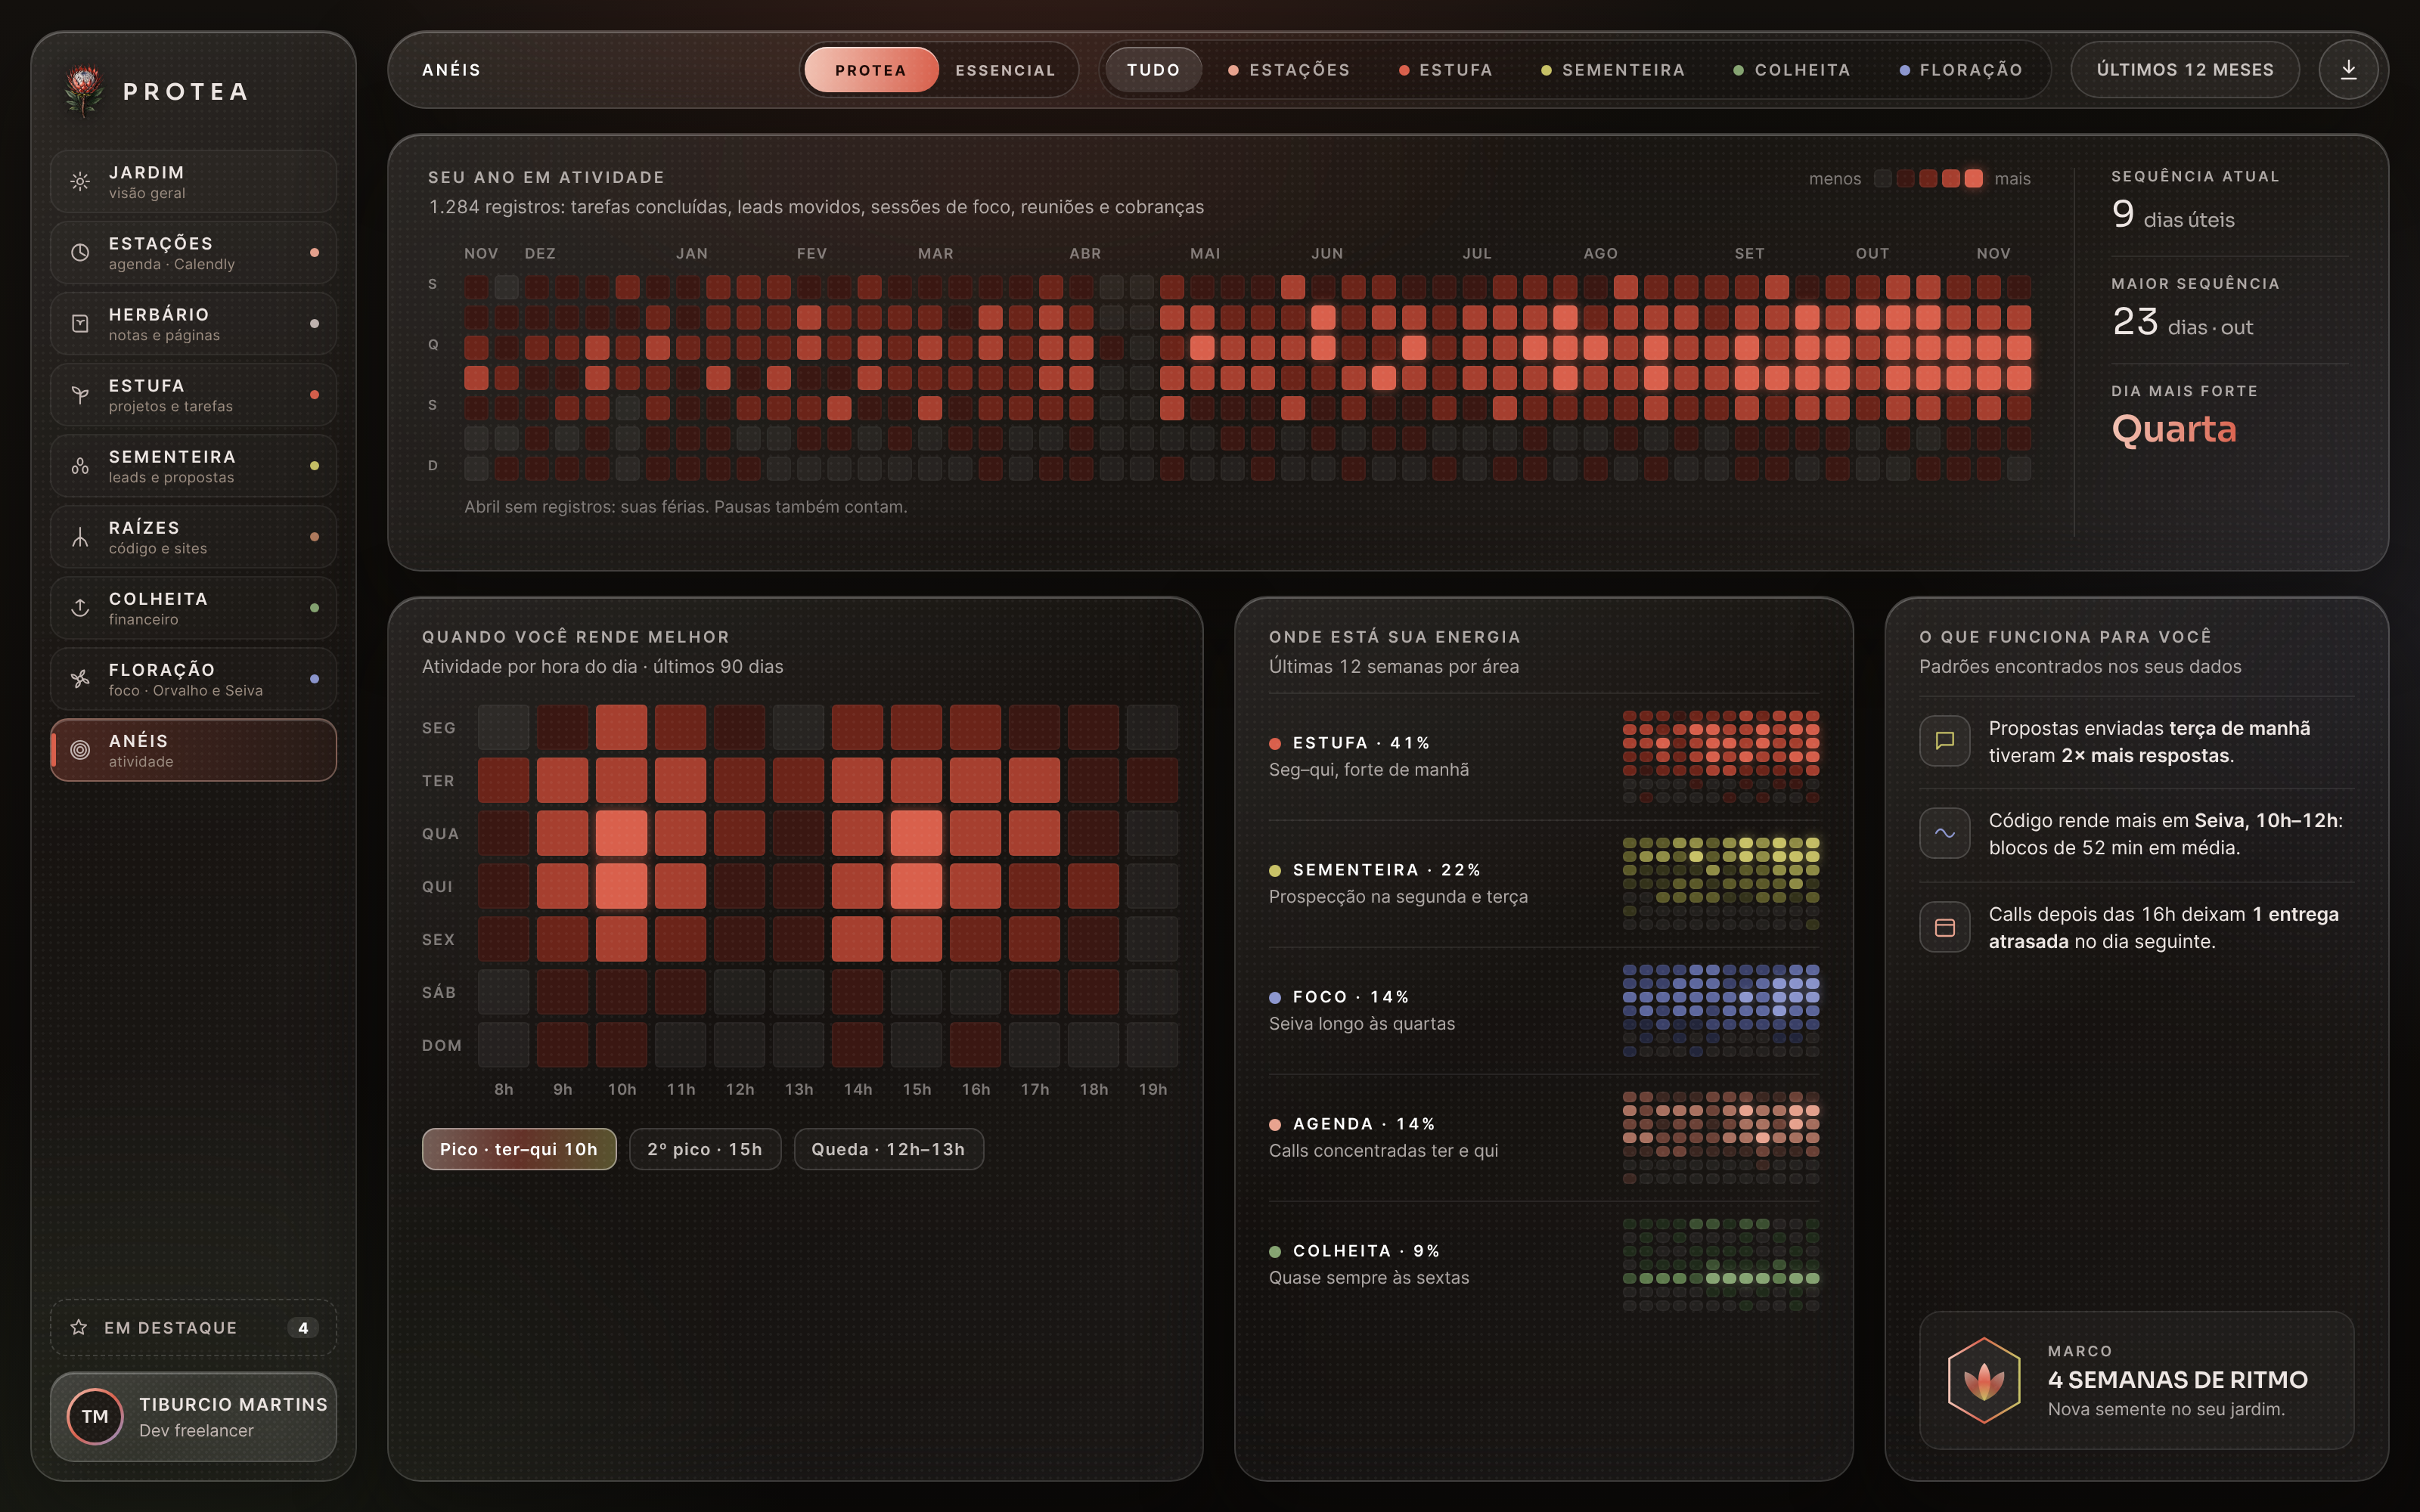 PROTEA
JARDIM
visão geral
ESTAÇÕES
agenda · Calendly
HERBÁRIO
notas e páginas
ESTUFA
projetos e tarefas
SEMENTEIRA
leads e propostas
RAÍZES
código e sites
COLHEITA
financeiro
FLORAÇÃO
foco · Orvalho e Seiva
ANÉIS
atividade
EM DESTAQUE 4
TM
TIBURCIO MARTINS
Dev freelancer
ANÉIS PROTEA ESSENCIAL TUDO ESTAÇÕES ESTUFA SEMENTEIRA COLHEITA FLORAÇÃO ÚLTIMOS 12 MESES
SEU ANO EM ATIVIDADE
1.284 registros: tarefas concluídas, leads movidos, sessões de foco, reuniões e cobranças
menos mais
NOV DEZ JAN FEV MAR ABR MAI JUN JUL AGO SET OUT NOV
S
Q
S
D
Abril sem registros: suas férias. Pausas também contam.
SEQUÊNCIA ATUAL
9 dias úteis
MAIOR SEQUÊNCIA
23 dias · out
DIA MAIS FORTE
Quarta
QUANDO VOCÊ RENDE MELHOR
Atividade por hora do dia · últimos 90 dias
SEG
TER
QUA
QUI
SEX
SÁB
DOM
8h 9h 10h 11h 12h 13h 14h 15h 16h 17h 18h 19h
Pico · ter–qui 10h 2º pico · 15h Queda · 12h–13h
ONDE ESTÁ SUA ENERGIA
Últimas 12 semanas por área
ESTUFA · 41%
Seg–qui, forte de manhã
SEMENTEIRA · 22%
Prospecção na segunda e terça
FOCO · 14%
Seiva longo às quartas
AGENDA · 14%
Calls concentradas ter e qui
COLHEITA · 9%
Quase sempre às sextas
O QUE FUNCIONA PARA VOCÊ
Padrões encontrados nos seus dados
Propostas enviadas terça de manhã
tiveram 2× mais respostas.
Código rende mais em Seiva, 10h–12h:
blocos de 52 min em média.
Calls depois das 16h deixam 1 entrega
atrasada no dia seguinte.
MARCO
4 SEMANAS DE RITMO
Nova semente no seu jardim.